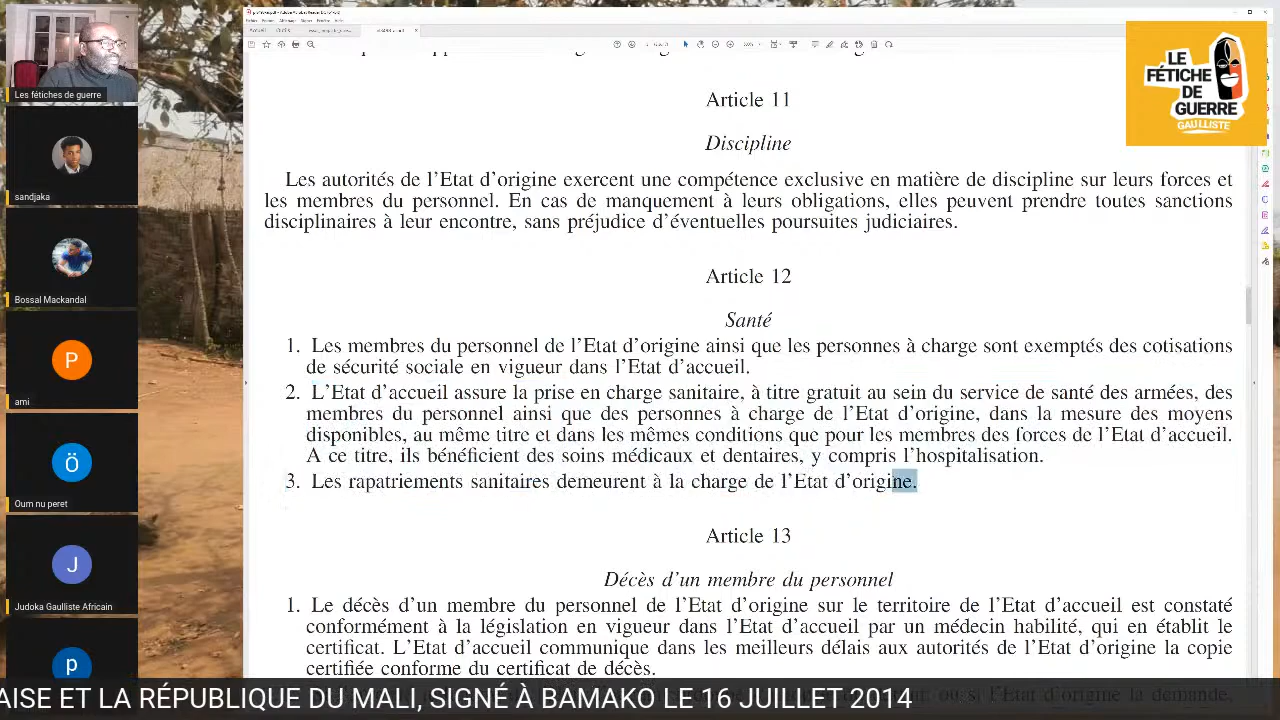 Les fétiches de guerre
sandjaka
Bossal Mackandal
P
ami
Ö
Oum nu peret
J
Judoka Gaulliste Africain
p
LE
FÉTICHE
DE
GUERRE
GAULLISTE
Article 11
Discipline
Les autorités de l’Etat d’origine exercent une compétence exclusive en matière de discipline sur leurs forces et
les membres du personnel. En cas de manquement à leurs obligations, elles peuvent prendre toutes sanctions
disciplinaires à leur encontre, sans préjudice d’éventuelles poursuites judiciaires.
Article 12
Santé
1. Les membres du personnel de l’Etat d’origine ainsi que les personnes à charge sont exemptés des cotisations
de sécurité sociale en vigueur dans l’Etat d’accueil.
2. L’Etat d’accueil assure la prise en charge sanitaire, à titre gratuit au sein du service de santé des armées, des
membres du personnel ainsi que des personnes à charge de l’Etat d’origine, dans la mesure des moyens
disponibles, au même titre et dans les mêmes conditions que pour les membres des forces de l’Etat d’accueil.
A ce titre, ils bénéficient des soins médicaux et dentaires, y compris l’hospitalisation.
3. Les rapatriements sanitaires demeurent à la charge de l’Etat d’origine.
Article 13
Décès d’un membre du personnel
1. Le décès d’un membre du personnel de l’Etat d’origine sur le territoire de l’Etat d’accueil est constaté
conformément à la législation en vigueur dans l’Etat d’accueil par un médecin habilité, qui en établit le
certificat. L’Etat d’accueil communique dans les meilleurs délais aux autorités de l’Etat d’origine la copie
certifiée conforme du certificat de décès.
l’Etat d’origine la demande,
AISE ET LA RÉPUBLIQUE DU MALI, SIGNÉ À BAMAKO LE 16 JUILLET 2014